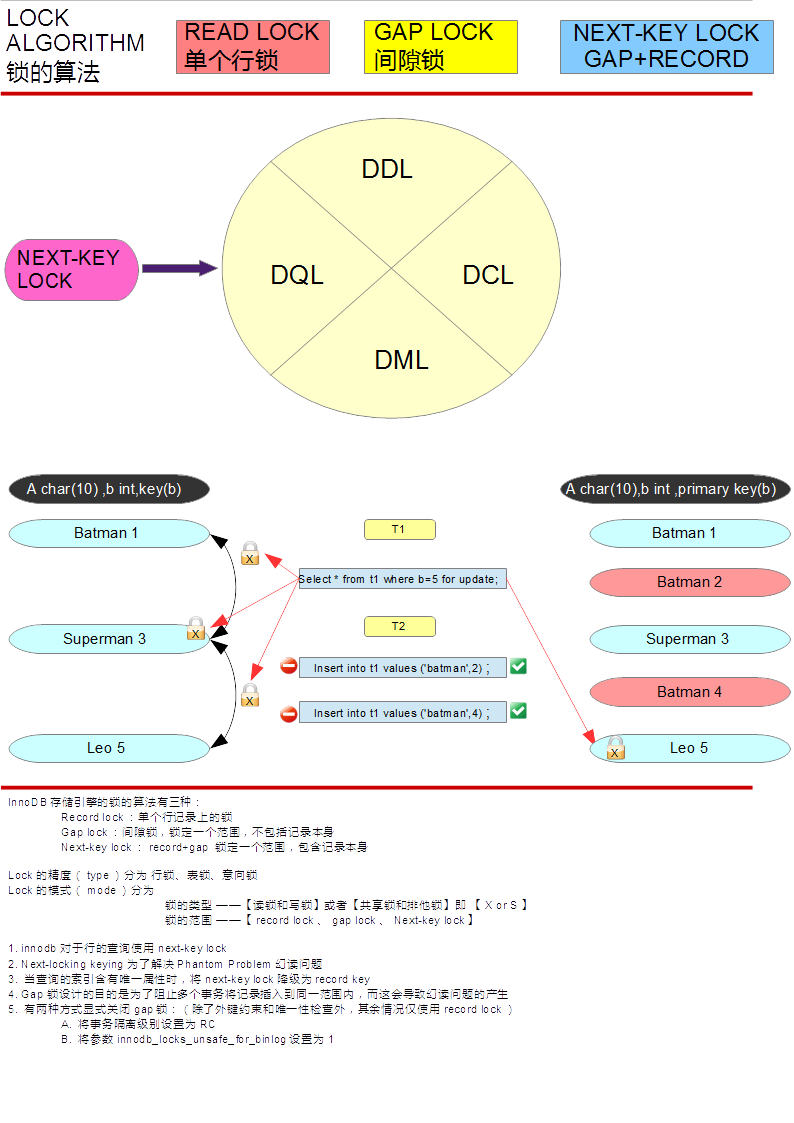 LOCK
ALGORITHM
锁的算法
READ LOCK
单个行锁
GAP LOCK
间隙锁
NEXT-KEY LOCK
GAP+RECORD
NEXT-KEY
LOCK
DDL
DQL
DCL
DML
A char(10) ,b int,key(b)
A char(10),b int ,primary key(b)
Batman 1
T1
Batman 1
X
Select * from t1 where b=5 for update;
Batman 2
Superman 3
X
T2
Superman 3
Insert into t1 values ('batman',2) ;
X
Batman 4
Insert into t1 values ('batman',4) ;
Leo 5
X
Leo 5
InnoDB 存储引擎的锁的算法有三种：
Record lock ：单个行记录上的锁
Gap lock ：间隙锁，锁定一个范围，不包括记录本身
Next-key lock ： record+gap 锁定一个范围，包含记录本身
Lock 的精度（ type ）分为 行锁、表锁、意向锁
Lock 的模式（ mode ）分为
锁的类型 ——【读锁和写锁】或者【共享锁和排他锁】即 【 X or S 】
锁的范围 ——【 record lock 、 gap lock 、 Next-key lock 】
1. innodb 对于行的查询使用 next-key lock
2. Next-locking keying 为了解决 Phantom Problem 幻读问题
3. 当查询的索引含有唯一属性时，将 next-key lock 降级为 record key
4. Gap 锁设计的目的是为了阻止多个事务将记录插入到同一范围内，而这会导致幻读问题的产生
5. 有两种方式显式关闭 gap 锁：（除了外键约束和唯一性检查外，其余情况仅使用 record lock ）
A. 将事务隔离级别设置为 RC
B. 将参数 innodb_locks_unsafe_for_binlog 设置为 1